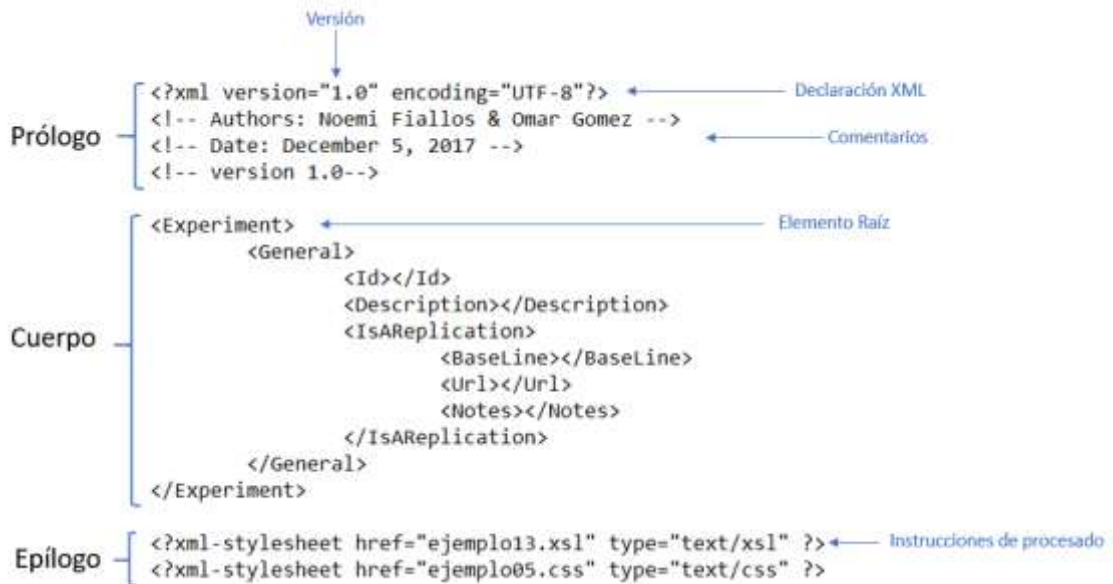 Versión
Prólogo
<?xml version="1.0" encoding="UTF-8"?>
Declaración XML
<!-- Authors: Noemi Fiallos & Omar Gomez -->
<!-- Date: December 5, 2017 -->
Comentarios
<!-- version 1.0-->
Cuerpo
<Experiment>
Elemento Raíz
<General>
<Id></Id>
<Description></Description>
<IsAReplication>
<BaseLine></BaseLine>
<Url></Url>
<Notes></Notes>
</IsAReplication>
</General>
</Experiment>
Epílogo
<?xml-stylesheet href="ejemplo13.xsl" type="text/xsl" ?>
Instrucciones de procesado
<?xml-stylesheet href="ejemplo05.css" type="text/css" ?>